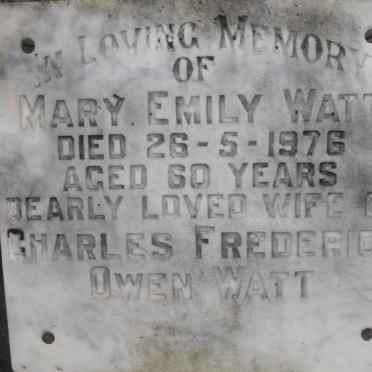 IN LOVING MEMORY
OF
MARY EMILY WATT
DIED 26-5-1976
AGED 60 YEARS
DEARLY LOVED WIFE O
CHARLES FREDERIC
OWEN WATT